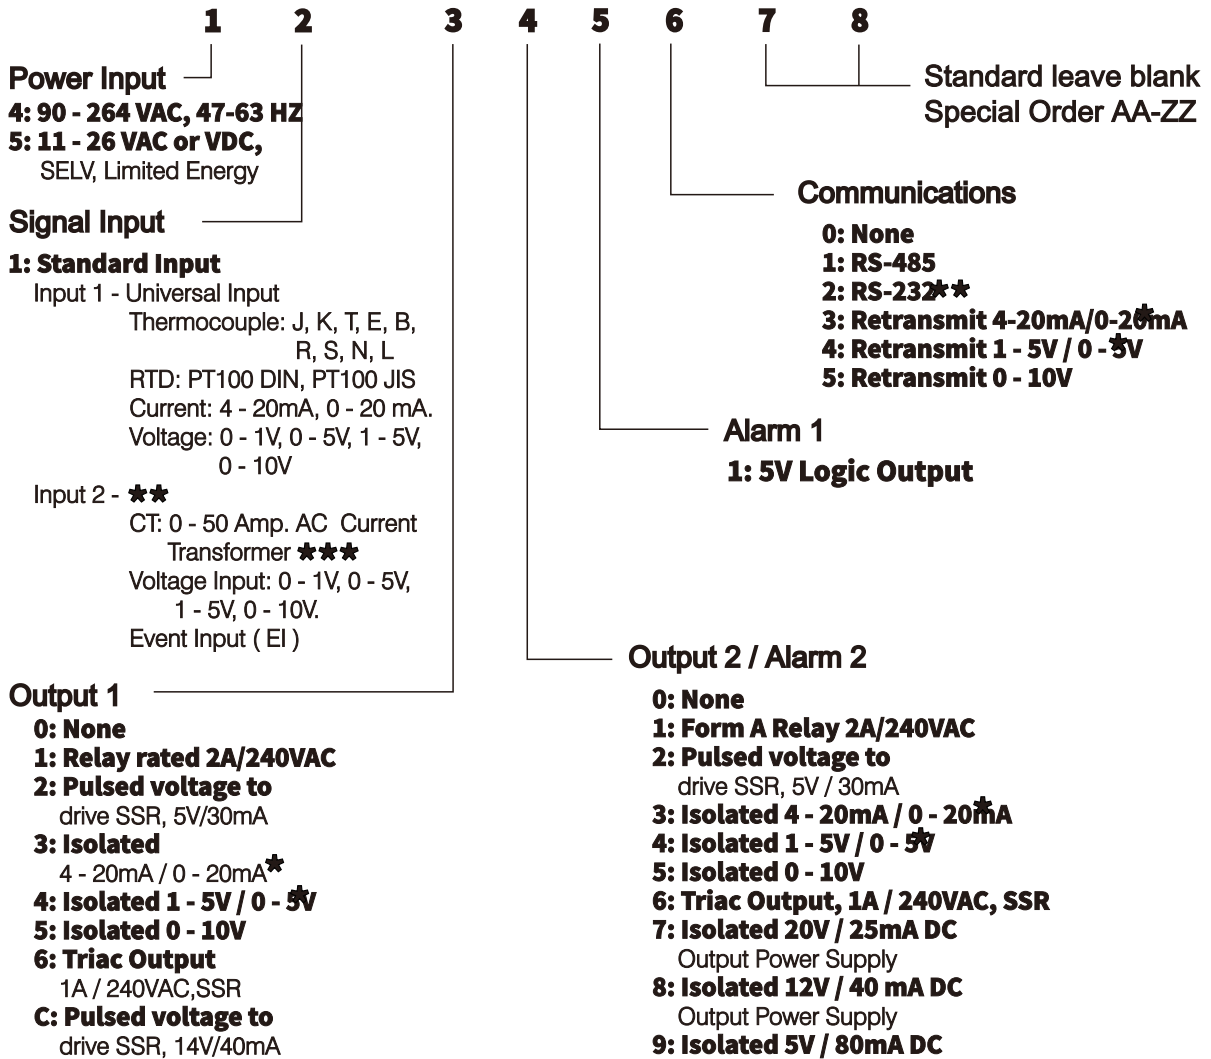 1 2 3 4 5 6 7 8
Power Input
4: 90 - 264 VAC, 47-63 HZ
5: 11 - 26 VAC or VDC,
SELV, Limited Energy
Signal Input
1: Standard Input
Input 1 - Universal Input
Thermocouple: J, K, T, E, B,
R, S, N, L
RTD: PT100 DIN, PT100 JIS
Current: 4 - 20mA, 0 - 20 mA.
Voltage: 0 - 1V, 0 - 5V, 1 - 5V,
0 - 10V
Input 2 - ★★
CT: 0 - 50 Amp. AC Current
Transformer ★★★
Voltage Input: 0 - 1V, 0 - 5V,
1 - 5V, 0 - 10V.
Event Input ( EI )
Output 1
0: None
1: Relay rated 2A/240VAC
2: Pulsed voltage to
drive SSR, 5V/30mA
3: Isolated
4 - 20mA / 0 - 20mA★
4: Isolated 1 - 5V / 0 - 5V★
5: Isolated 0 - 10V
6: Triac Output
1A / 240VAC,SSR
C: Pulsed voltage to
drive SSR, 14V/40mA
Standard leave blank
Special Order AA-ZZ
Communications
0: None
1: RS-485
2: RS-232★★
3: Retransmit 4-20mA/0-20mA★
4: Retransmit 1 - 5V / 0 - 5V★
5: Retransmit 0 - 10V
Alarm 1
1: 5V Logic Output
Output 2 / Alarm 2
0: None
1: Form A Relay 2A/240VAC
2: Pulsed voltage to
drive SSR, 5V / 30mA
3: Isolated 4 - 20mA / 0 - 20mA★
4: Isolated 1 - 5V / 0 - 5V★
5: Isolated 0 - 10V
6: Triac Output, 1A / 240VAC, SSR
7: Isolated 20V / 25mA DC
Output Power Supply
8: Isolated 12V / 40 mA DC
Output Power Supply
9: Isolated 5V / 80mA DC